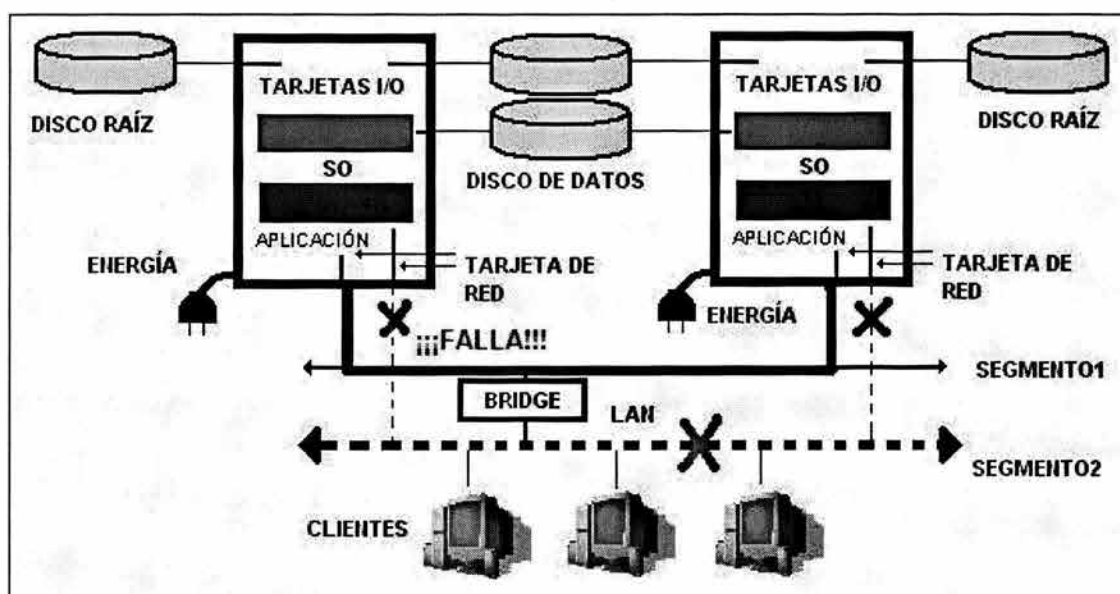 TARJETAS I/O
TARJETAS I/O
DISCO RAÍZ
DISCO RAÍZ
SO
SO
DISCO DE DATOS
APLICACIÓN
APLICACIÓN
ENERGÍA
TARJETA DE
RED
ENERGÍA
TARJETA DE
RED
¡¡¡FALLA!!!
SEGMENTO1
BRIDGE
LAN
SEGMENTO2
CLIENTES